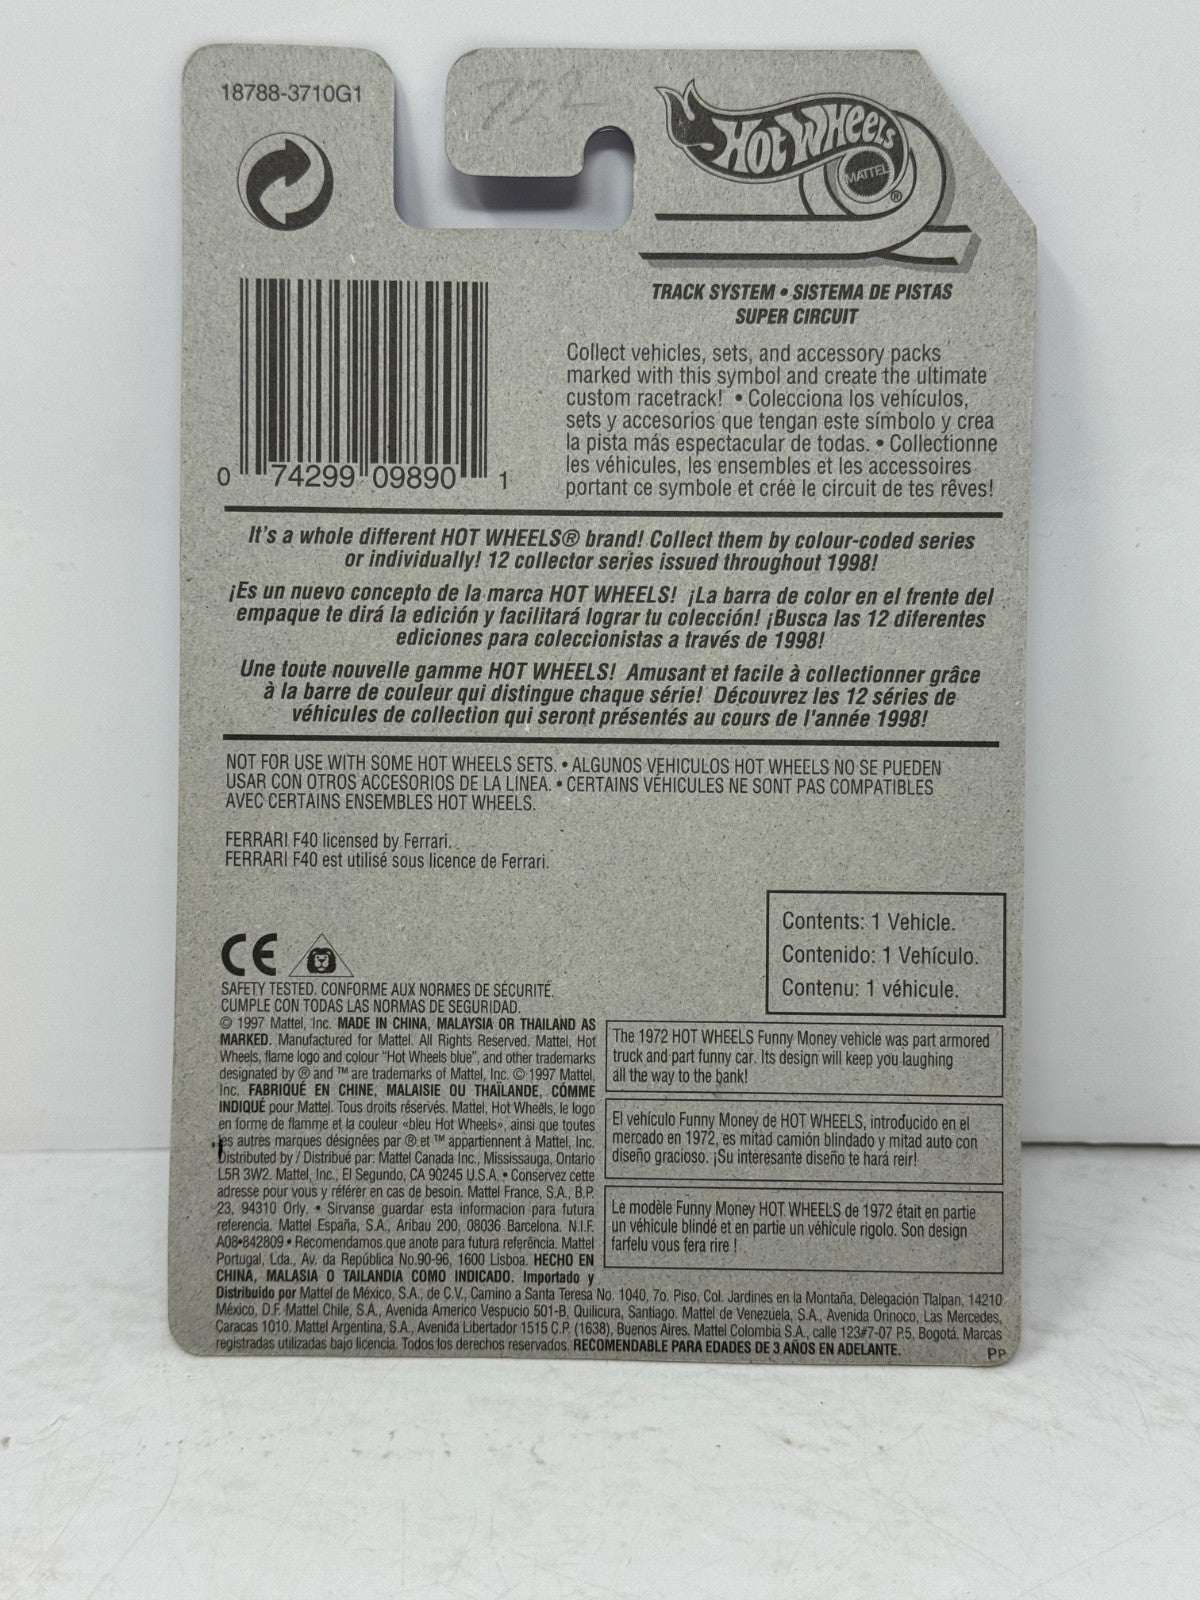 18788-3710G1
722
HOT WHEELS
MATTEL
®
TRACK SYSTEM • SISTEMA DE PISTAS
SUPER CIRCUIT
Collect vehicles, sets, and accessory packs
marked with this symbol and create the ultimate
custom racetrack! • Colecciona los vehículos,
sets y accesorios que tengan este símbolo y crea
la pista más espectacular de todas. • Collectionne
les véhicules, les ensembles et les accessoires
portant ce symbole et crée le circuit de tes rêves!
0 74299 09890 1
It's a whole different HOT WHEELS® brand! Collect them by colour-coded series
or individually! 12 collector series issued throughout 1998!
¡Es un nuevo concepto de la marca HOT WHEELS! ¡La barra de color en el frente del
empaque te dirá la edición y facilitará lograr tu colección! ¡Busca las 12 diferentes
ediciones para coleccionistas a través de 1998!
Une toute nouvelle gamme HOT WHEELS! Amusant et facile à collectionner grâce
à la barre de couleur qui distingue chaque série! Découvrez les 12 séries de
véhicules de collection qui seront présentés au cours de l'année 1998!
NOT FOR USE WITH SOME HOT WHEELS SETS. • ALGUNOS VEHICULOS HOT WHEELS NO SE PUEDEN
USAR CON OTROS ACCESORIOS DE LA LINEA. • CERTAINS VÉHICULES NE SONT PAS COMPATIBLES
AVEC CERTAINS ENSEMBLES HOT WHEELS.
FERRARI F40 licensed by Ferrari.
FERRARI F40 est utilisé sous licence de Ferrari.
Contents: 1 Vehicle.
Contenido: 1 Vehículo.
Contenu: 1 véhicule.
CE
SAFETY TESTED. CONFORME AUX NORMES DE SÉCURITÉ.
CUMPLE CON TODAS LAS NORMAS DE SEGURIDAD.
© 1997 Mattel, Inc. MADE IN CHINA, MALAYSIA OR THAILAND AS
MARKED. Manufactured for Mattel. All Rights Reserved. Mattel, Hot
Wheels, flame logo and colour "Hot Wheels blue", and other trademarks
designated by ® and ™ are trademarks of Mattel, Inc. © 1997 Mattel,
Inc. FABRIQUÉ EN CHINE, MALAISIE OU THAÏLANDE, CÓMME
INDIQUÉ pour Mattel. Tous droits réservés. Mattel, Hot Wheels, le logo
en forme de flamme et la couleur «bleu Hot Wheels», ainsi que toutes
les autres marques désignées par ® et ™ appartiennent à Mattel, Inc.
Distributed by / Distribué par: Mattel Canada Inc., Mississauga, Ontario
L5R 3W2. Mattel, Inc., El Segundo, CA 90245 U.S.A. • Conservez cette
adresse pour vous y référer en cas de besoin. Mattel France, S.A., B.P.
23, 94310 Orly. • Sirvanse guardar esta informacion para futura
referencia. Mattel España, S.A., Aribau 200, 08036 Barcelona. N.I.F.
A08•842809 • Recomendamos que anote para futura referência. Mattel
Portugal, Lda., Av. da República No.90-96, 1600 Lisboa. HECHO EN
CHINA, MALASIA O TAILANDIA COMO INDICADO. Importado y
Distribuido por Mattel de México, S.A., de C.V., Camino a Santa Teresa No. 1040, 7o. Piso, Col. Jardines en la Montaña, Delegación Tlalpan, 14210
México, D.F. Mattel Chile, S.A., Avenida Americo Vespucio 501-B, Quilicura, Santiago. Mattel de Venezuela, S.A., Avenida Orinoco, Las Mercedes,
Caracas 1010. Mattel Argentina, S.A., Avenida Libertador 1515 C.P. (1638), Buenos Aires. Mattel Colombia S.A., calle 123#7-07 P.5, Bogotá. Marcas
registradas utilizadas bajo licencia. Todos los derechos reservados. RECOMENDABLE PARA EDADES DE 3 AÑOS EN ADELANTE.
The 1972 HOT WHEELS Funny Money vehicle was part armored
truck and part funny car. Its design will keep you laughing
all the way to the bank!
El vehículo Funny Money de HOT WHEELS, introducido en el
mercado en 1972, es mitad camión blindado y mitad auto con
diseño gracioso. ¡Su interesante diseño te hará reir!
Le modèle Funny Money HOT WHEELS de 1972 était en partie
un véhicule blindé et en partie un véhicule rigolo. Son design
farfelu vous fera rire !
PP